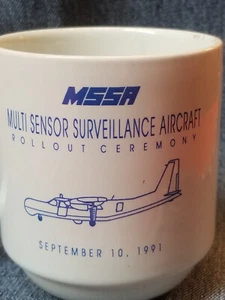 MSSA
MULTI SENSOR SURVEILLANCE AIRCRAFT
ROLLOUT CEREMONY
SEPTEMBER 10, 1991